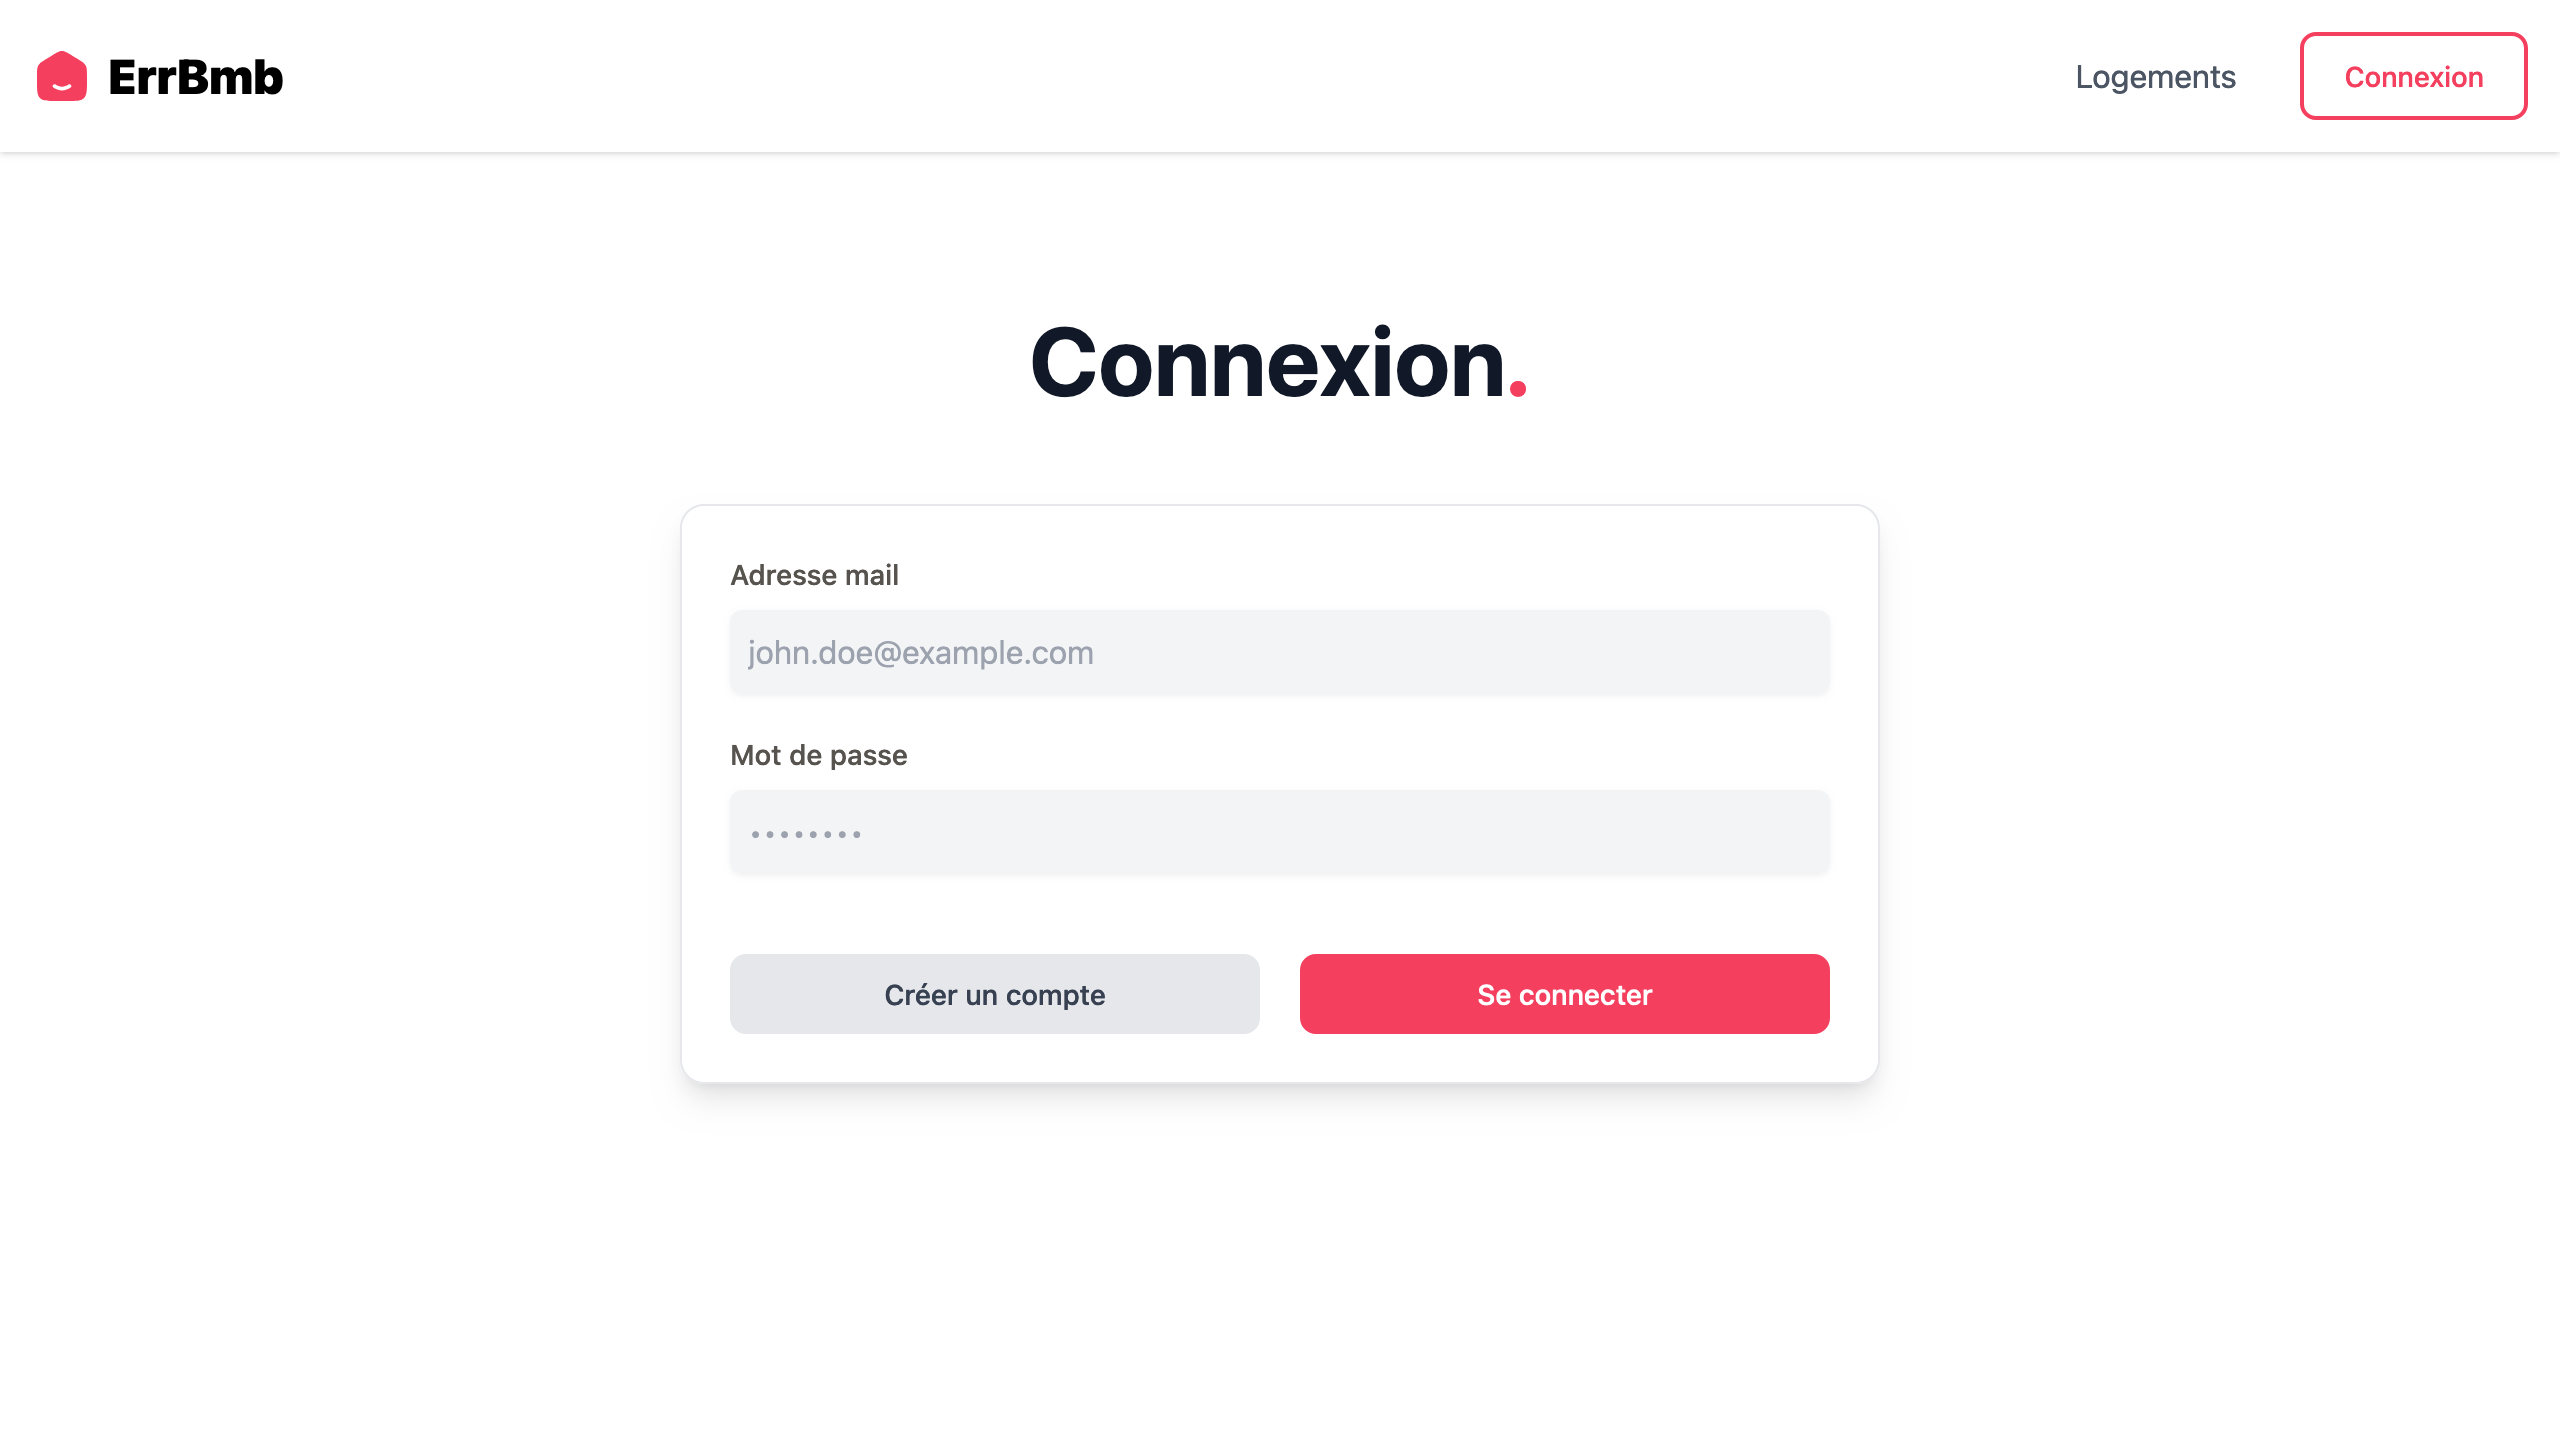 ErrBmb
Logements
Connexion
Connexion.
Adresse mail
john.doe@example.com
Mot de passe
••••••••
Créer un compte
Se connecter